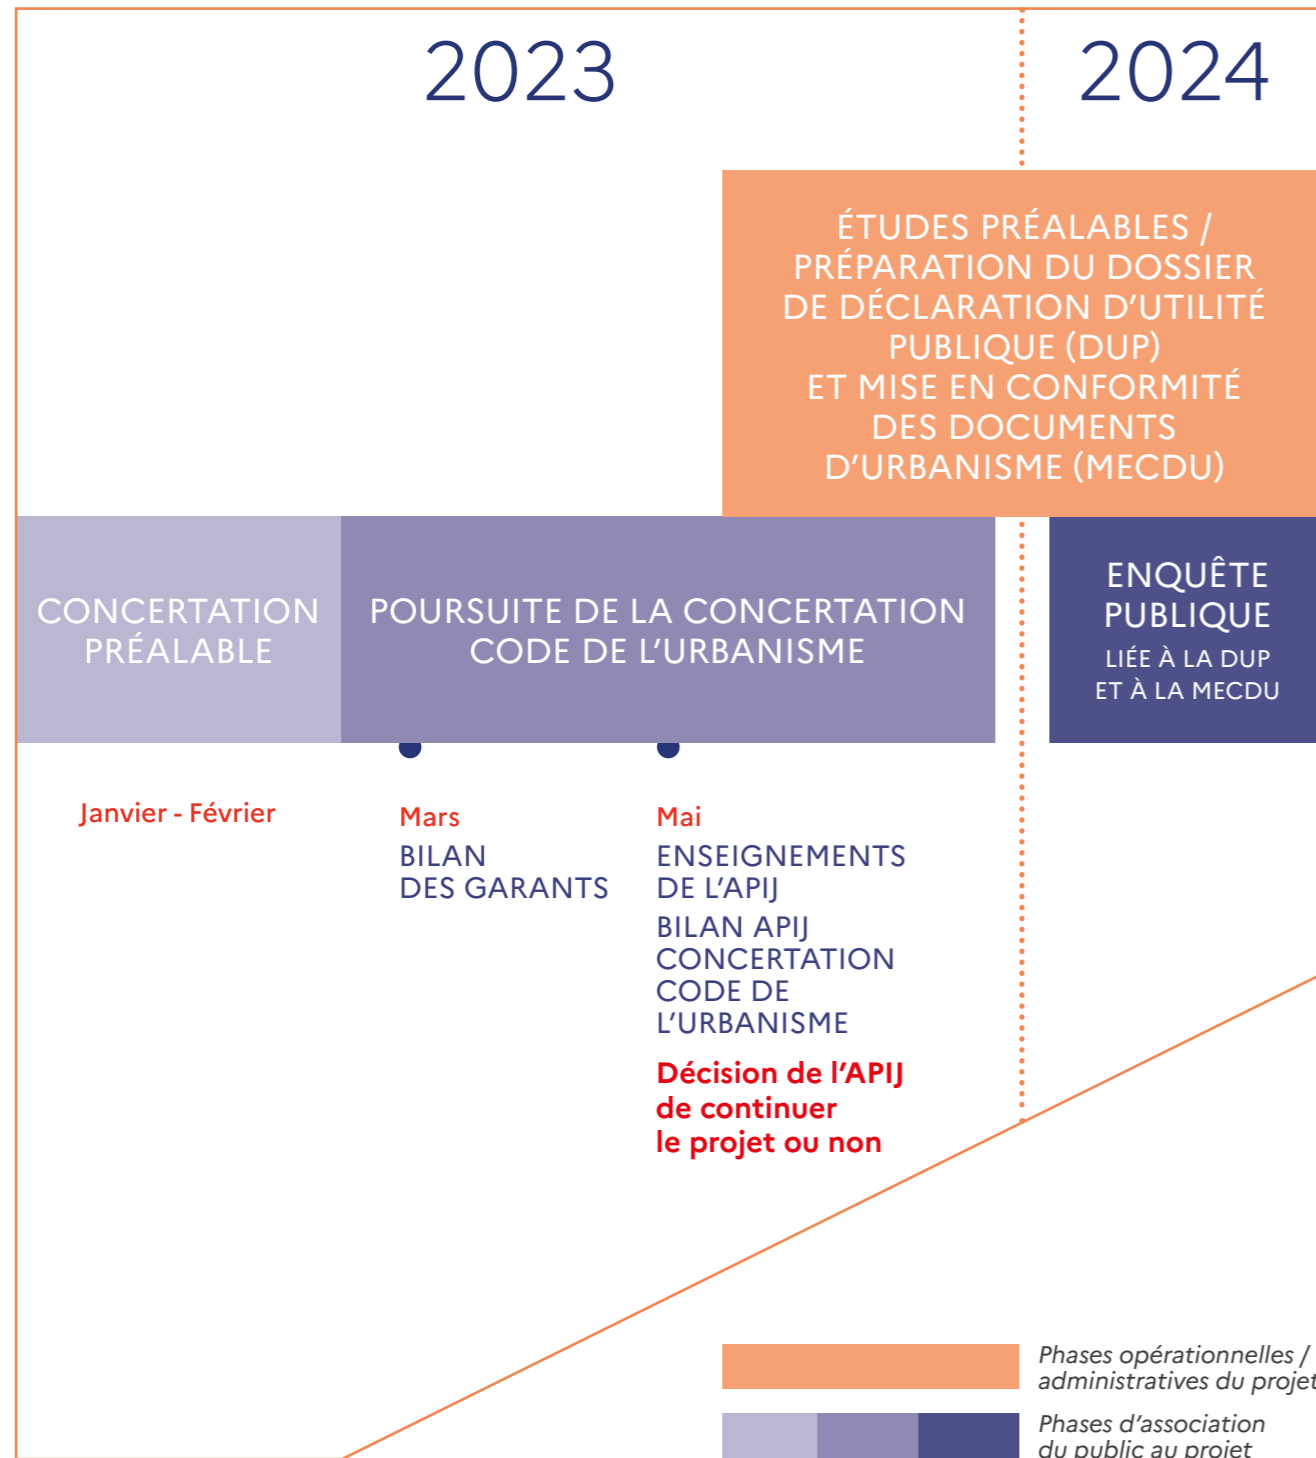 2023
2024
ÉTUDES PRÉALABLES /
PRÉPARATION DU DOSSIER
DE DÉCLARATION D'UTILITÉ
PUBLIQUE (DUP)
ET MISE EN CONFORMITÉ
DES DOCUMENTS
D'URBANISME (MECDU)
CONCERTATION
PRÉALABLE
POURSUITE DE LA CONCERTATION
CODE DE L'URBANISME
ENQUÊTE
PUBLIQUE
LIÉE À LA DUP
ET À LA MECDU
Janvier - Février
Mars
BILAN
DES GARANTS
Mai
ENSEIGNEMENTS
DE L'APIJ
BILAN APIJ
CONCERTATION
CODE DE
L'URBANISME
Décision de l'APIJ
de continuer
le projet ou non
Phases opérationnelles /
administratives du projet
Phases d'association
du public au projet